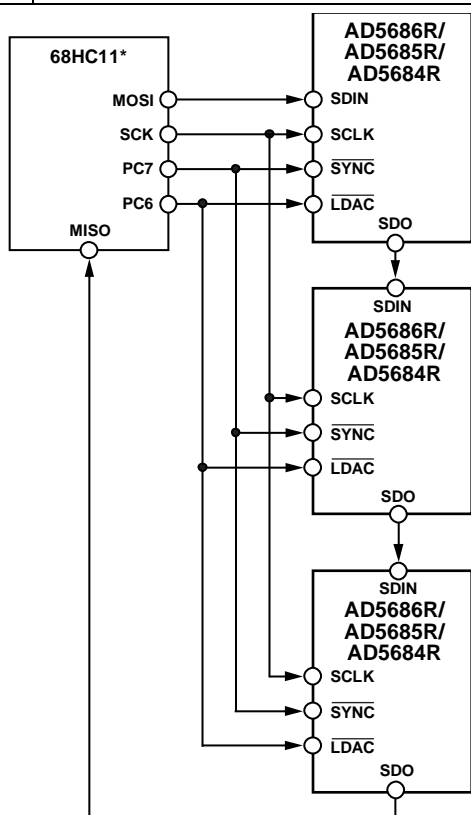 68HC11*
MOSI
SCK
PC7
PC6
MISO
AD5686R/
AD5685R/
AD5684R
SDIN
SCLK
SYNC
LDAC
SDO
SDIN
AD5686R/
AD5685R/
AD5684R
SCLK
SYNC
LDAC
SDO
SDIN
AD5686R/
AD5685R/
AD5684R
SCLK
SYNC
LDAC
SDO